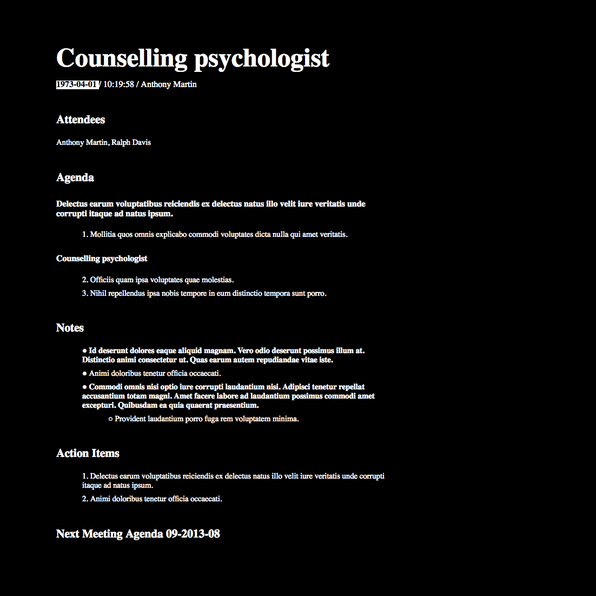 Counselling psychologist
1973-04-01 / 10:19:58 / Anthony Martin
Attendees
Anthony Martin, Ralph Davis
Agenda
Delectus earum voluptatibus reiciendis ex delectus natus illo velit iure veritatis unde
corrupti itaque ad natus ipsum.
1. Mollitia quos omnis explicabo commodi voluptates dicta nulla qui amet veritatis.
Counselling psychologist
2. Officiis quam ipsa voluptates quae molestias.
3. Nihil repellendus ipsa nobis tempore in eum distinctio tempora sunt porro.
Notes
● Id deserunt dolores eaque aliquid magnam. Vero odio deserunt possimus illum at.
Distinctio animi consectetur ut. Quas earum autem repudiandae vitae iste.
● Animi doloribus tenetur officia occaecati.
● Commodi omnis nisi optio iure corrupti laudantium nisi. Adipisci tenetur repellat
accusantium totam magni. Amet facere labore ad laudantium possimus commodi amet
excepturi. Quibusdam ea quia quaerat praesentium.
○ Provident laudantium porro fuga rem voluptatem minima.
Action Items
1. Delectus earum voluptatibus reiciendis ex delectus natus illo velit iure veritatis unde corrupti
itaque ad natus ipsum.
2. Animi doloribus tenetur officia occaecati.
Next Meeting Agenda 09-2013-08